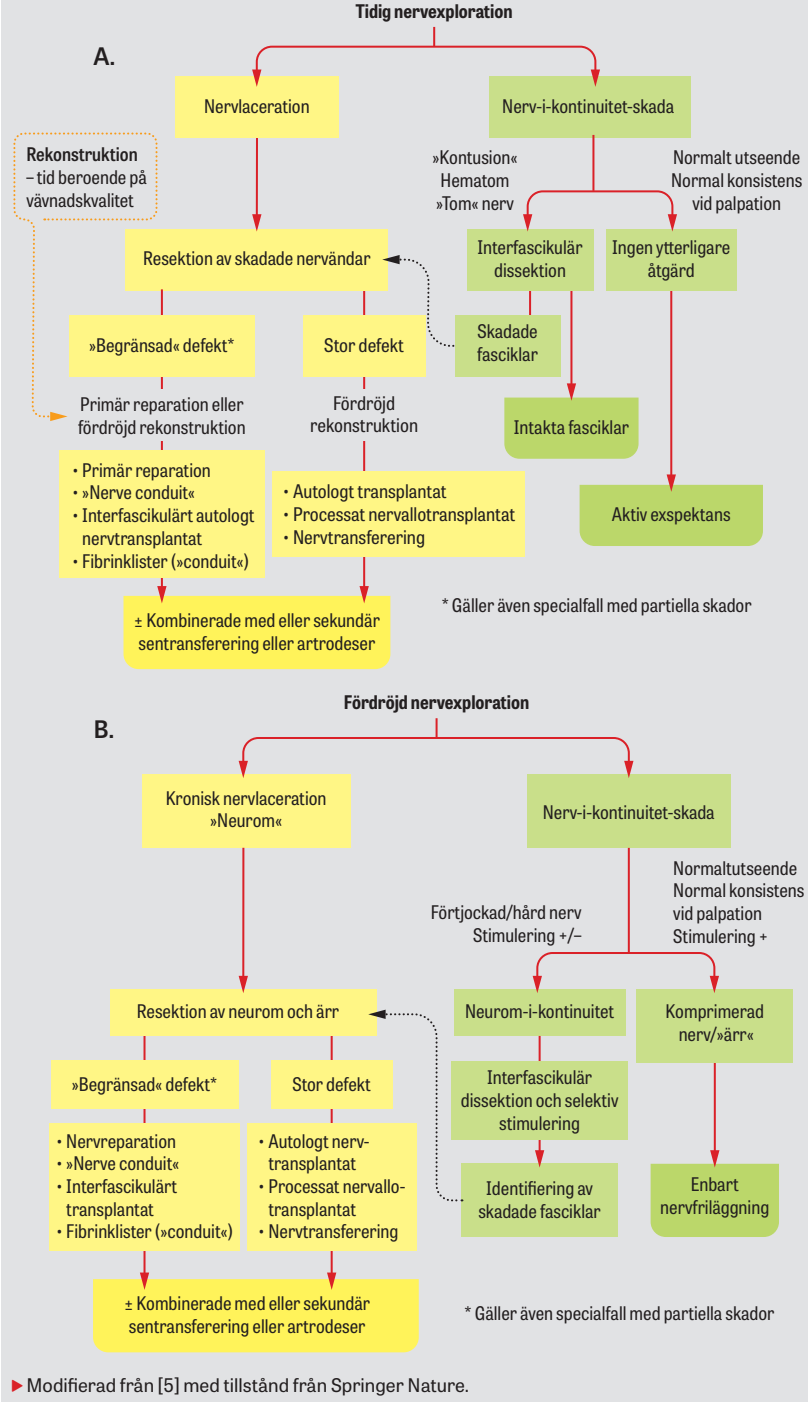 Tidig nervexploration
A.
Nervlaceration
Nerv-i-kontinuitet-skada
Rekonstruktion
– tid beroende på
vävnadskvalitet
»Kontusion«
Hematom
»Tom« nerv
Normalt utseende
Normal konsistens
vid palpation
Resektion av skadade nervändar
Interfascikulär
dissektion
Ingen ytterligare
åtgärd
»Begränsad« defekt*
Stor defekt
Skadade
fasciklar
Primär reparation eller
fördröjd rekonstruktion
Fördröjd
rekonstruktion
Intakta fasciklar
• Primär reparation
• »Nerve conduit«
• Interfascikulärt autologt
nervtransplantat
• Fibrinklister (»conduit«)
• Autologt transplantat
• Processat nervallotransplantat
• Nervtransferering
Aktiv exspektans
± Kombinerade med eller sekundär
sentransferering eller artrodeser
* Gäller även specialfall med partiella skador
Fördröjd nervexploration
B.
Kronisk nervlaceration
»Neurom«
Nerv-i-kontinuitet-skada
Förtjockad/hård nerv
Stimulering +/–
Normaltutseende
Normal konsistens
vid palpation
Stimulering +
Resektion av neurom och ärr
Neurom-i-kontinuitet
Komprimerad
nerv/»ärr«
»Begränsad« defekt*
Stor defekt
Interfascikulär
dissektion och selektiv
stimulering
• Nervreparation
• »Nerve conduit«
• Interfascikulärt
transplantat
• Fibrinklister (»conduit«)
• Autologt nerv-
transplantat
• Processat nervallo-
transplantat
• Nervtransferering
Identifiering av
skadade fasciklar
Enbart
nervfriläggning
± Kombinerade med eller sekundär
sentransferering eller artrodeser
* Gäller även specialfall med partiella skador
Modifierad från [5] med tillstånd från Springer Nature.